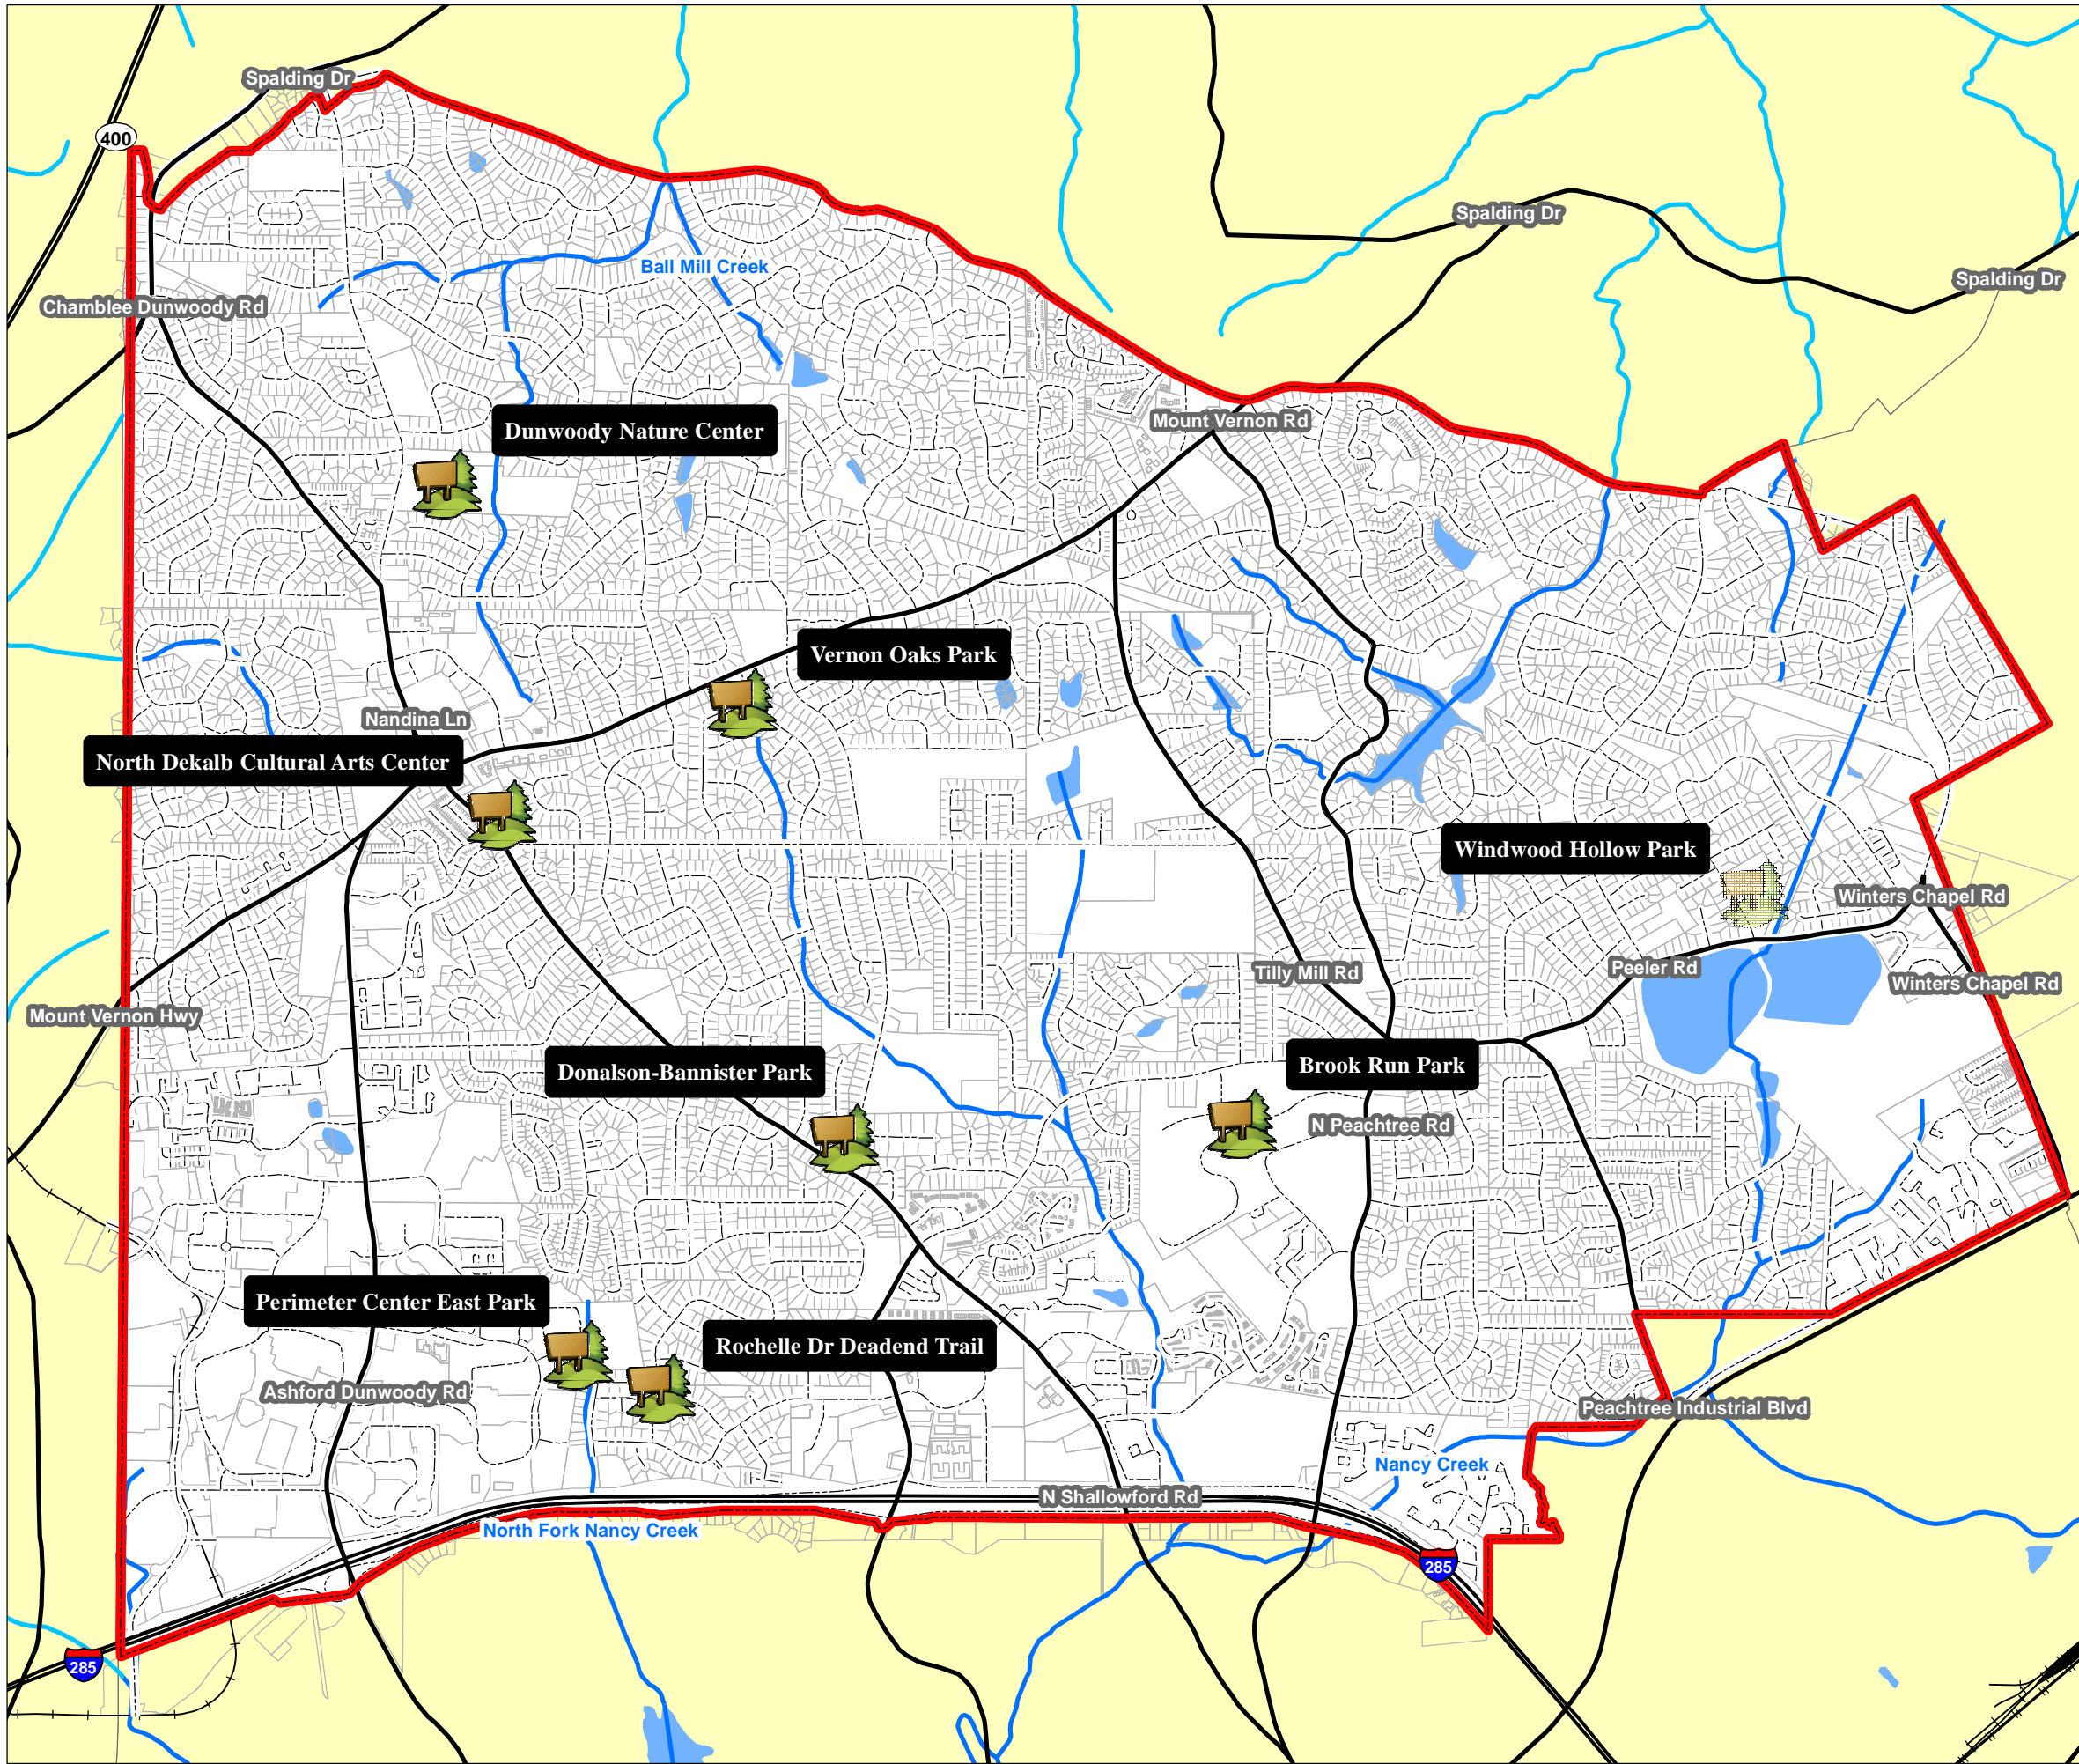 Spalding Dr
400
Spalding Dr
Ball Mill Creek
Spalding Dr
Chamblee Dunwoody Rd
Mount Vernon Rd
Dunwoody Nature Center
Vernon Oaks Park
Nandina Ln
North Dekalb Cultural Arts Center
Windwood Hollow Park
Winters Chapel Rd
Peeler Rd
Tilly Mill Rd
Winters Chapel Rd
Mount Vernon Hwy
Brook Run Park
Donalson-Bannister Park
N Peachtree Rd
Perimeter Center East Park
Rochelle Dr Deadend Trail
Ashford Dunwoody Rd
Peachtree Industrial Blvd
Nancy Creek
N Shallowford Rd
North Fork Nancy Creek
285
285